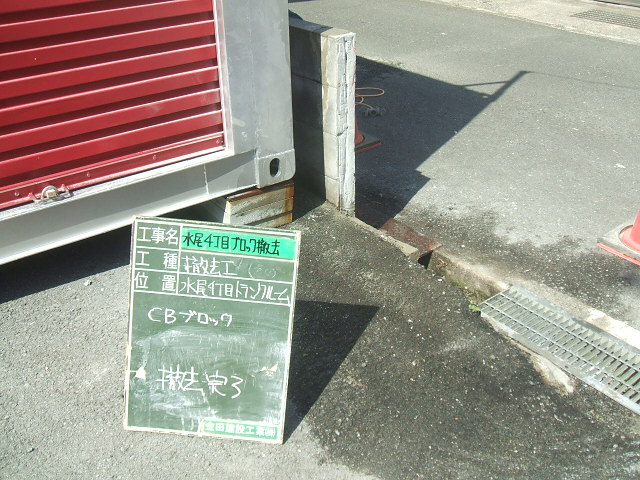 工事名 水尾4丁目ブロック撤去
工種 撤去工
位置 水尾4丁目トランクルーム
CBブロック
撤去完了